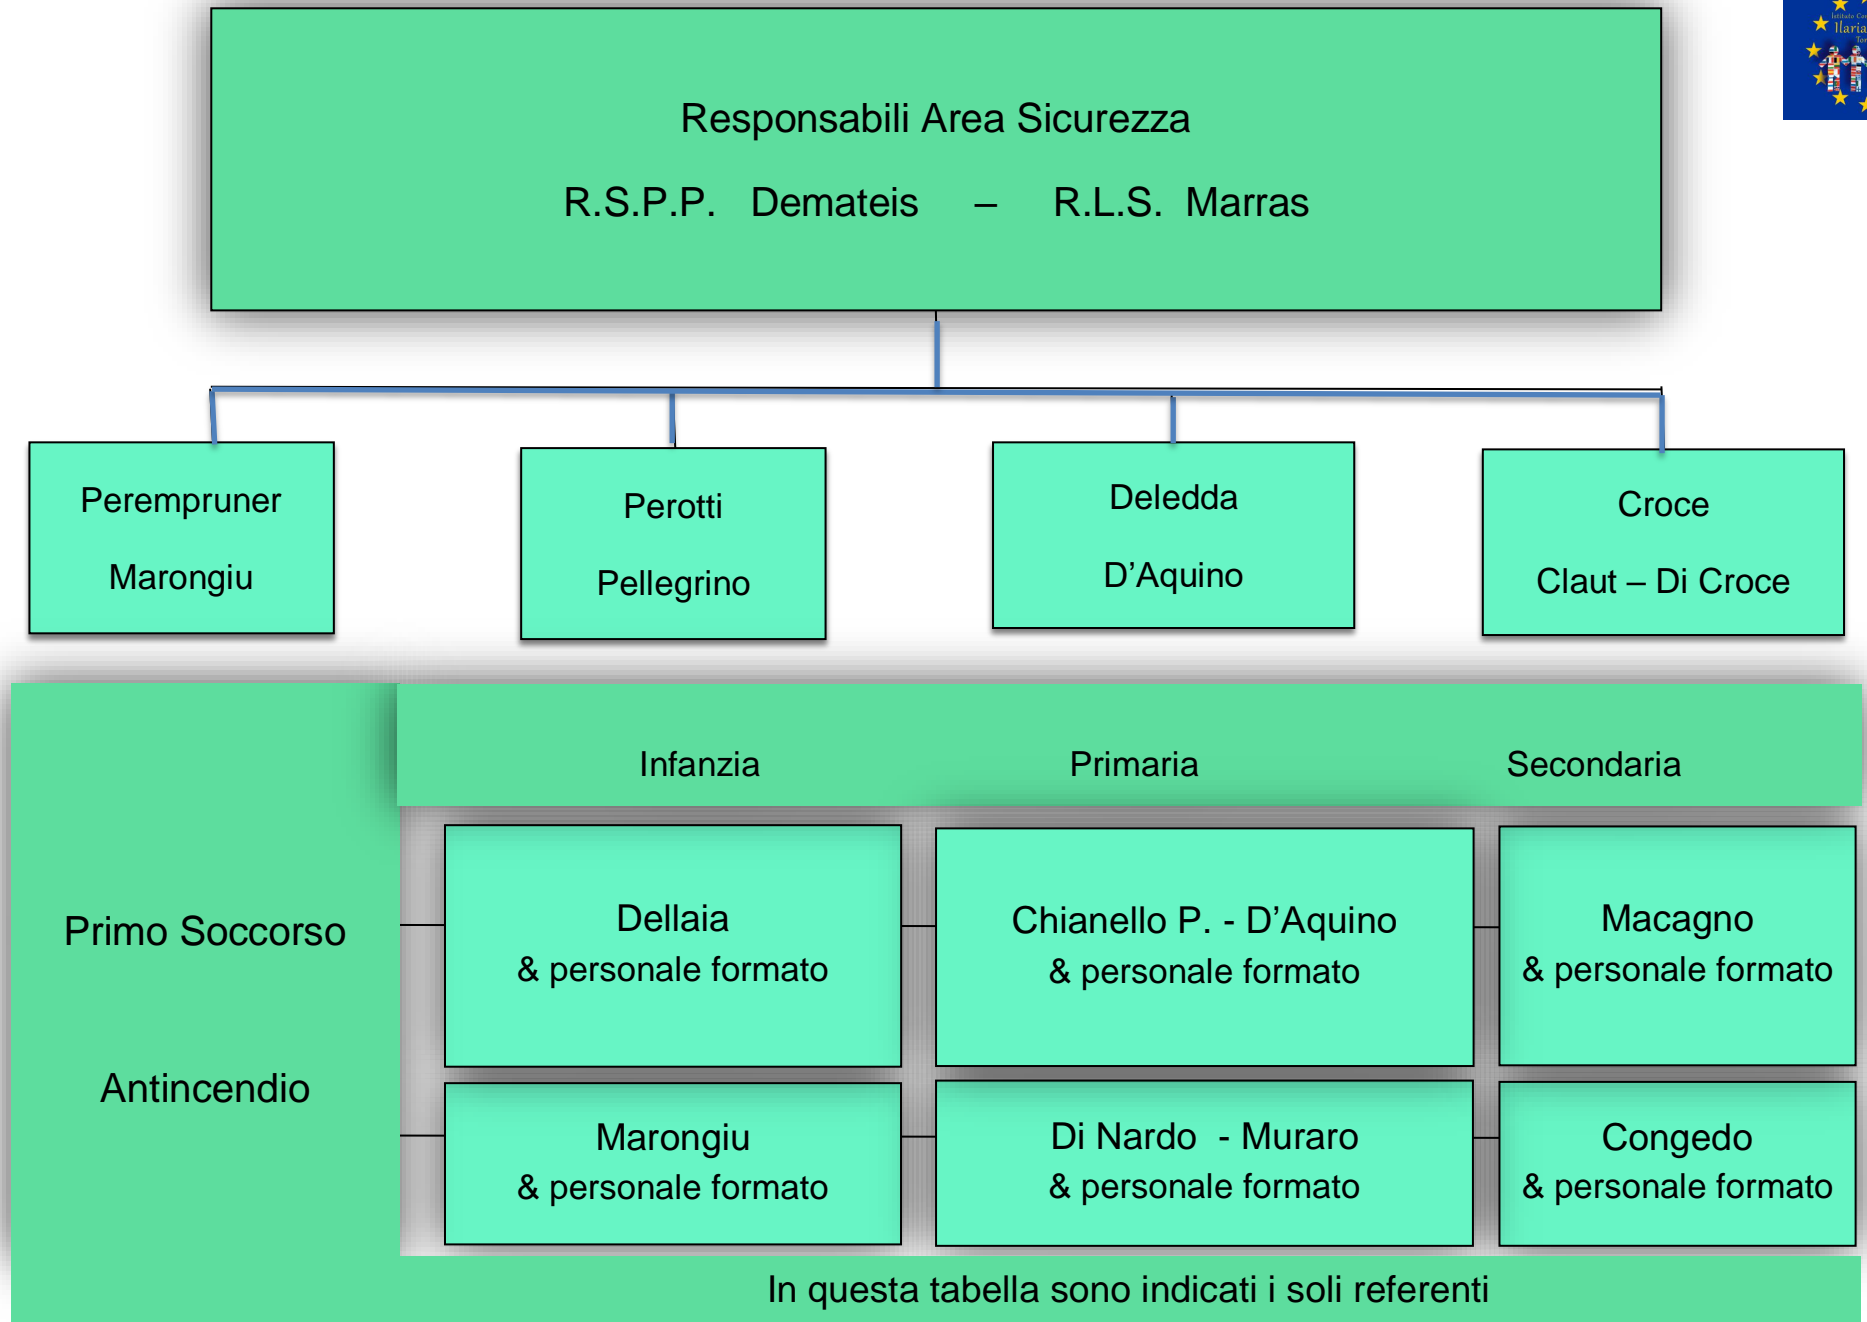 Istituto
Ilaria
Responsabili Area Sicurezza
R.S.P.P. Demateis – R.L.S. Marras
Perempruner
Marongiu
Perotti
Pellegrino
Deledda
D'Aquino
Croce
Claut – Di Croce
Infanzia Primaria Secondaria
Primo Soccorso
Dellaia
& personale formato
Chianello P. - D'Aquino
& personale formato
Macagno
& personale formato
Antincendio
Marongiu
& personale formato
Di Nardo - Muraro
& personale formato
Congedo
& personale formato
In questa tabella sono indicati i soli referenti